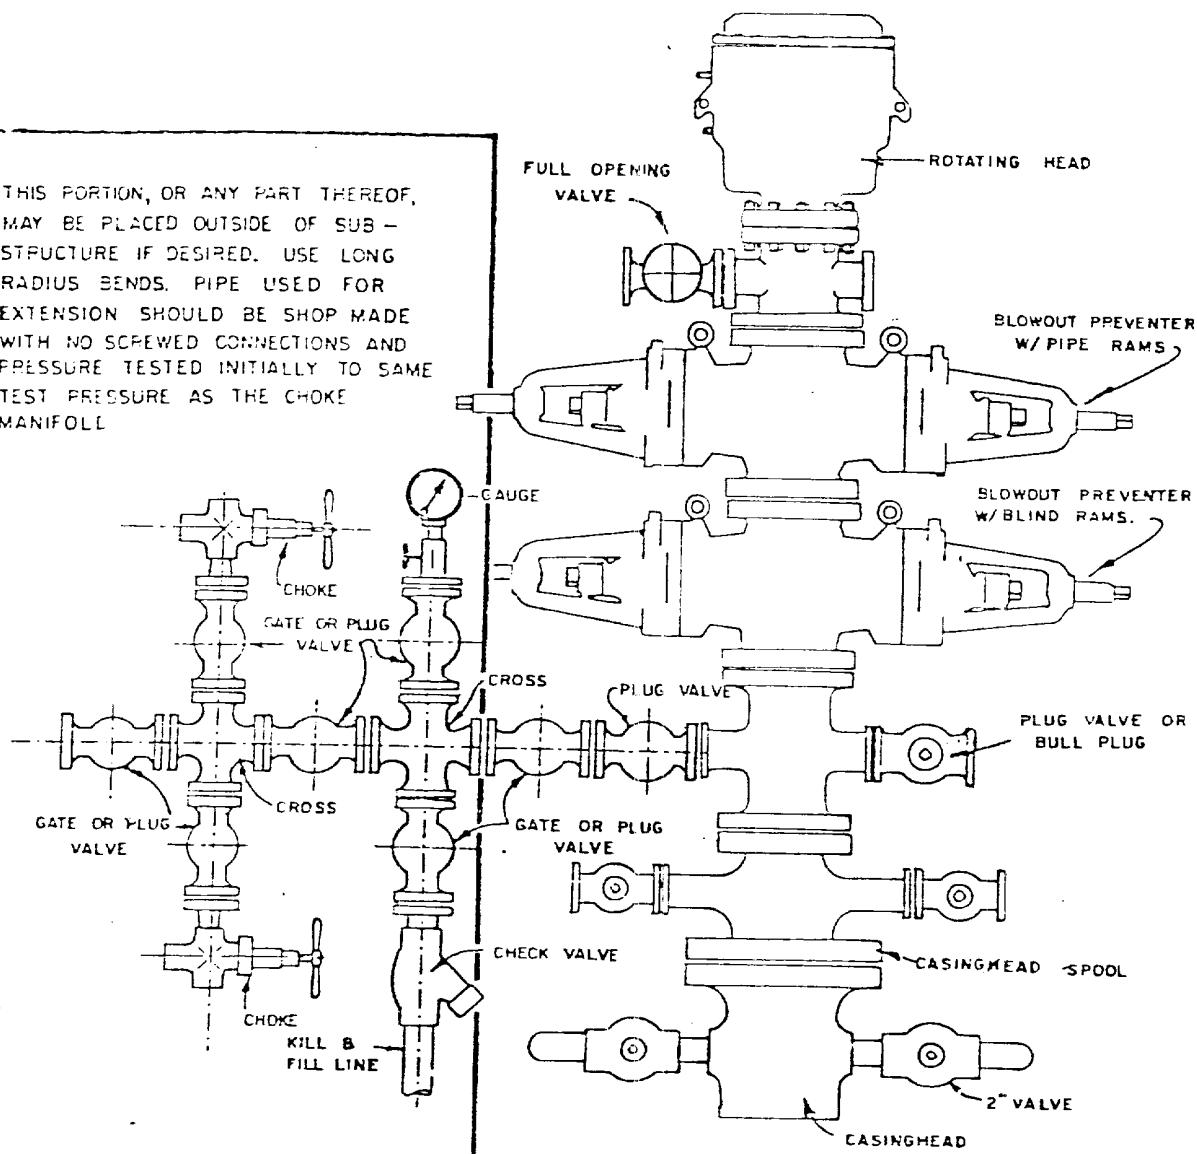 THIS PORTION, OR ANY PART THEREOF,
MAY BE PLACED OUTSIDE OF SUB-
STRUCTURE IF DESIRED. USE LONG
RADIUS BENDS. PIPE USED FOR
EXTENSION SHOULD BE SHOP MADE
WITH NO SCREWED CONNECTIONS AND
PRESSURE TESTED INITIALLY TO SAME
TEST PRESSURE AS THE CHOKE
MANIFOLD
FULL OPENING
VALVE
ROTATING HEAD
BLOWOUT PREVENTER
W/PIPE RAMS
BLOWOUT PREVENTER
W/BLIND RAMS.
GAUGE
CHOKE
GATE OR PLUG
VALVE
CROSS
PLUG VALVE
PLUG VALVE OR
BULL PLUG
CROSS
GATE OR PLUG
VALVE
GATE OR PLUG
VALVE
CHECK VALVE
CASINGHEAD SPOOL
CHOKE
KILL &
FILL LINE
2" VALVE
CASINGHEAD